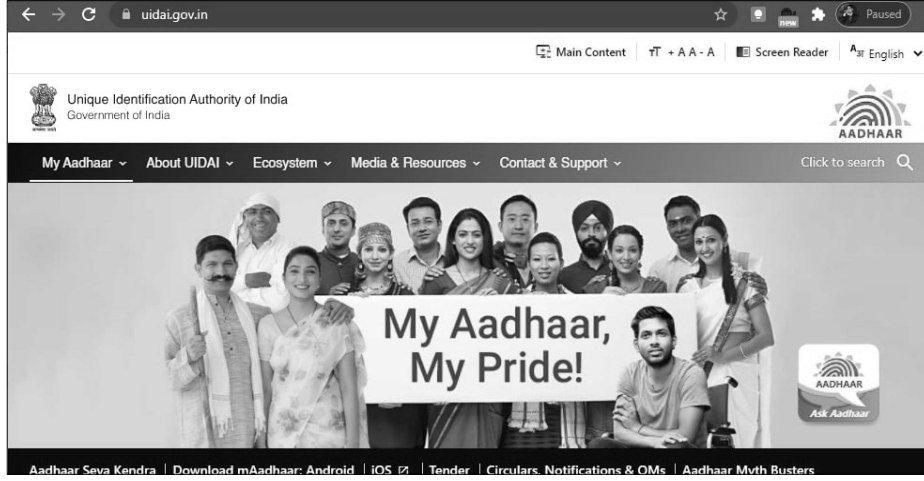 uidai.gov.in
new
Paused
Main Content
+ A A - A
Screen Reader
A अ English
Unique Identification Authority of India
Government of India
AADHAAR
My Aadhaar
About UIDAI
Ecosystem
Media & Resources
Contact & Support
Click to search
My Aadhaar,
My Pride!
AADHAAR
Ask Aadhaar
Aadhaar Seva Kendra | Download mAadhaar: Android | iOS | Tender | Circulars, Notifications & OMs | Aadhaar Myth Busters